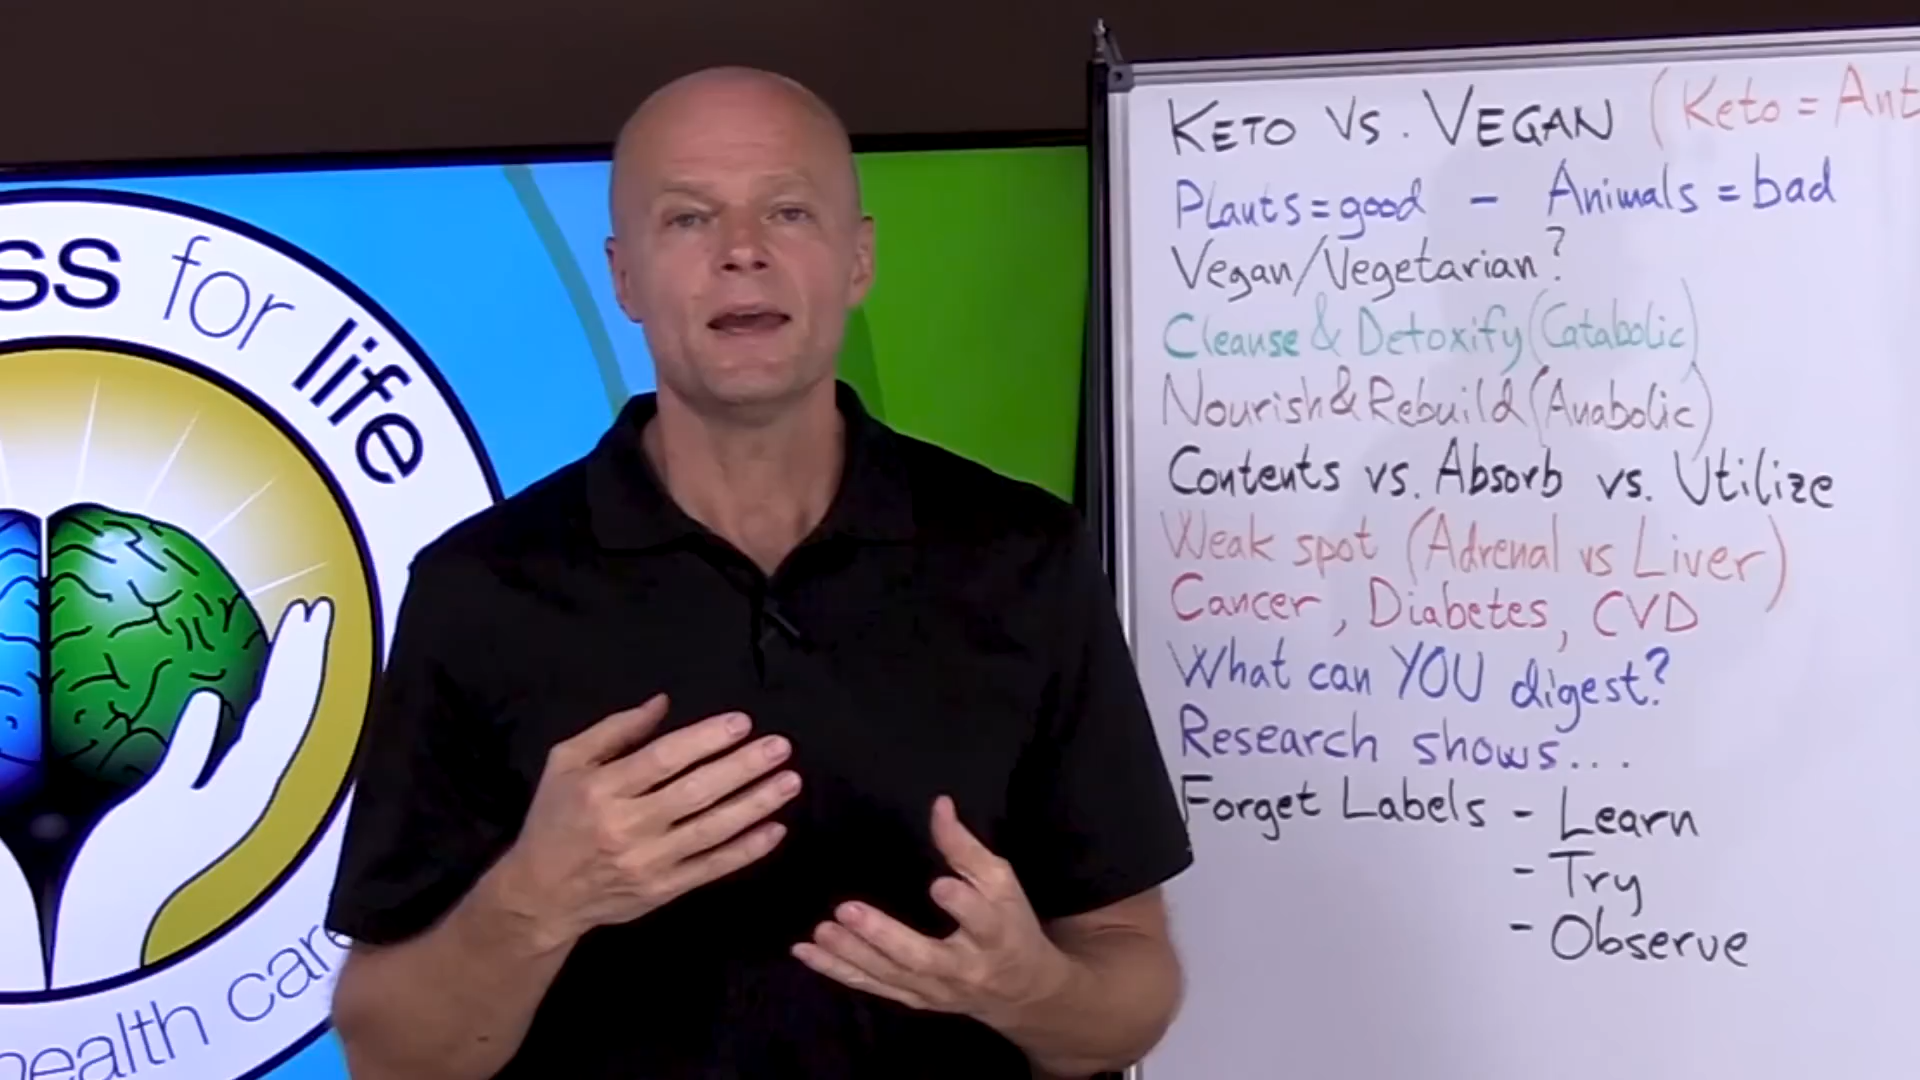 ss for life
health care
KETO VS. VEGAN (Keto = Ant
Plants = good - Animals = bad
Vegan/Vegetarian?
Cleanse & Detoxify (Catabolic)
Nourish & Rebuild (Anabolic)
Contents vs. Absorb vs. Utilize
Weak spot (Adrenal vs Liver)
Cancer, Diabetes, CVD
What can YOU digest?
Research shows...
Forget Labels - Learn
- Try
- Observe